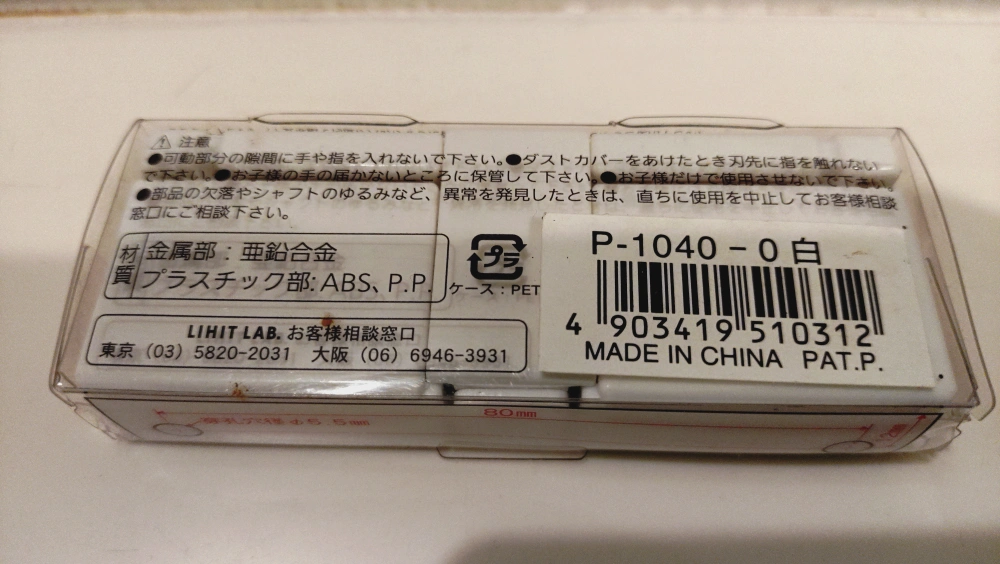 注意
●可動部分の隙間に手や指を入れないで下さい。●ダストカバーをあけたとき刃先に指を触れない
で下さい。●お子様の手の届かないところに保管して下さい。●お子様だけで使用させないで下さい。
●部品の欠落やシャフトのゆるみなど、異常を発見したときは、直ちに使用を中止してお客様相談
窓口にご相談下さい。
材質
金属部：亜鉛合金
プラスチック部：ABS、P.P.
プラ
ケース：PET
LIHIT LAB. お客様相談窓口
東京（03）5820-2031　大阪（06）6946-3931
P-1040－0 白
4 903419 510312
MADE IN CHINA PAT.P.
80mm
φ5.5mm